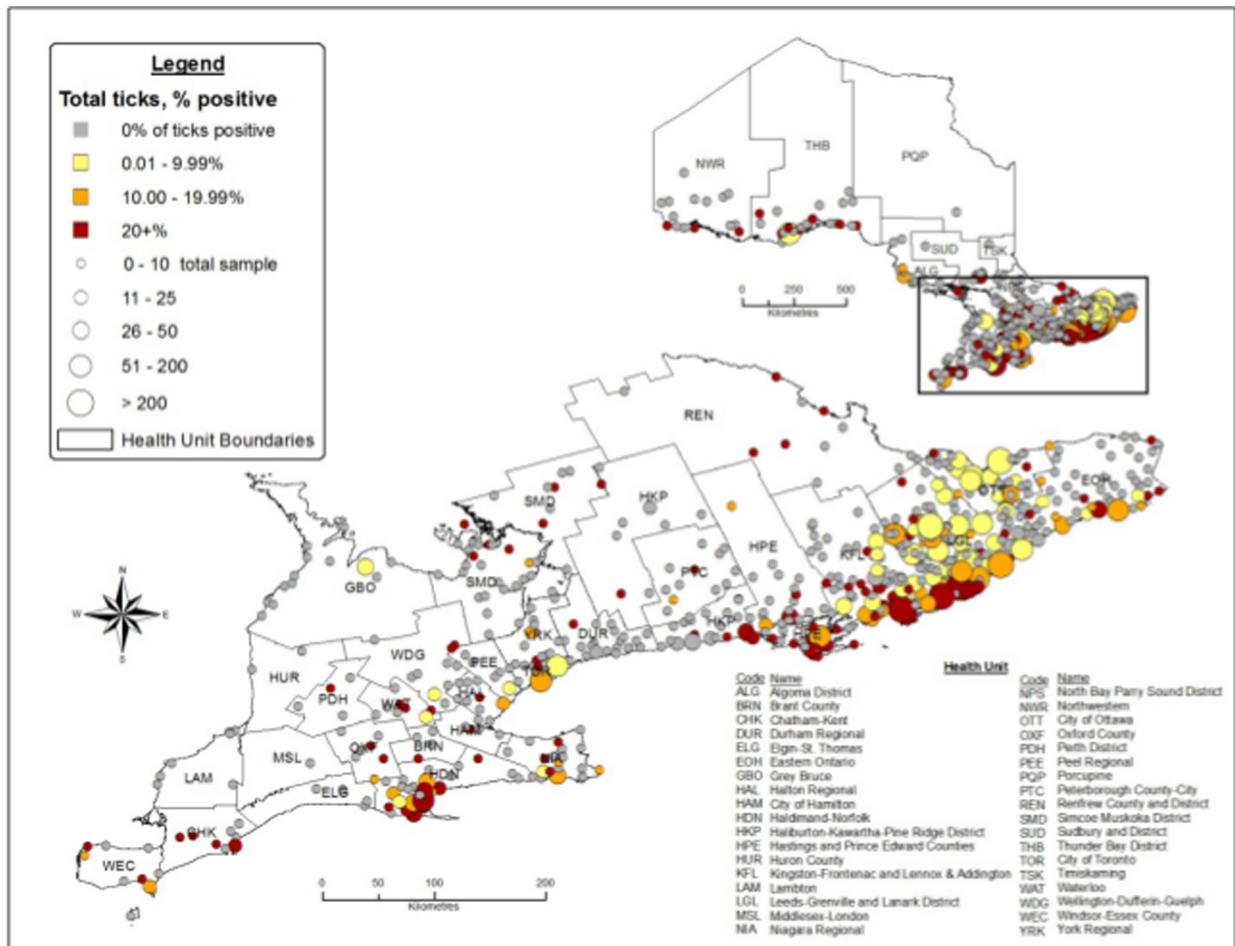 Legend
Total ticks, % positive
0% of ticks positive
0.01 - 9.99%
10.00 - 19.99%
20+%
0 - 10 total sample
11 - 25
26 - 50
51 - 200
> 200
Health Unit Boundaries
NWR
THB
PQP
SUD
TSK
ALG
0 250 500
Kilometres
REN
SMD
HKP
EOH
OTT
LGL
KFL
HPE
PTC
GBO
SMD
N
W E
S
HKP
HPE
YRK
DUR
WDG
PEE
TOR
HUR
PDH
WAT
HAL
HAM
MSL
OXF
BRN
NIA
LAM
HDN
ELG
CHK
WEC
0 50 100 200
Kilometres
Health Unit
Code Name
ALG Algoma District
BRN Brant County
CHK Chatham-Kent
DUR Durham Regional
ELG Elgin-St. Thomas
EOH Eastern Ontario
GBO Grey Bruce
HAL Halton Regional
HAM City of Hamilton
HDN Haldimand-Norfolk
HKP Haliburton-Kawartha-Pine Ridge District
HPE Hastings and Prince Edward Counties
HUR Huron County
KFL Kingston-Frontenac and Lennox & Addington
LAM Lambton
LGL Leeds-Grenville and Lanark District
MSL Middlesex-London
NIA Niagara Regional
Code Name
NPS North Bay Parry Sound District
NWR Northwestern
OTT City of Ottawa
OXF Oxford County
PDH Perth District
PEE Peel Regional
PQP Porcupine
PTC Peterborough County-City
REN Renfrew County and District
SMD Simcoe Muskoka District
SUD Sudbury and District
THB Thunder Bay District
TOR City of Toronto
TSK Timiskaming
WAT Waterloo
WDG Wellington-Dufferin-Guelph
WEC Windsor-Essex County
YRK York Regional